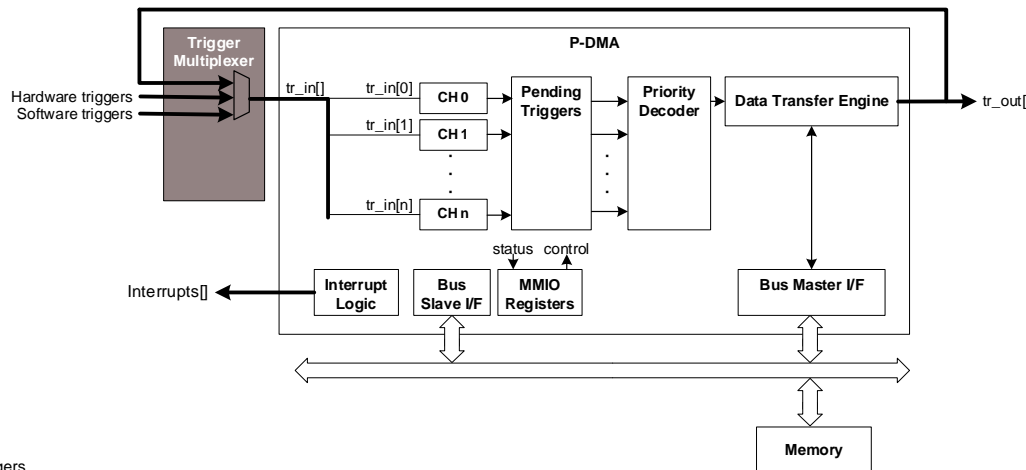 P-DMA
Trigger
Multiplexer
Hardware triggers
Software triggers
tr_in[]
tr_in[0]
tr_in[1]
tr_in[n]
CH 0
CH 1
CH n
Pending
Triggers
Priority
Decoder
Data Transfer Engine
tr_out[
status
control
Interrupts[]
Interrupt
Logic
Bus
Slave I/F
MMIO
Registers
Bus Master I/F
Memory